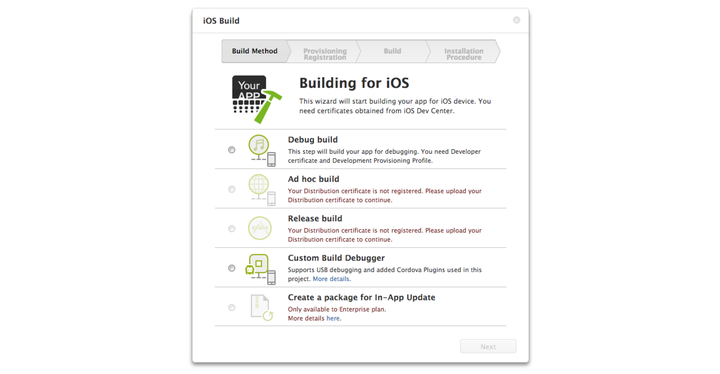 iOS Build
Build Method
Provisioning
Registration
Build
Installation
Procedure
Your
APP
Building for iOS
This wizard will start building your app for iOS device. You
need certificates obtained from iOS Dev Center.
Debug build
This step will build your app for debugging. You need Developer
certificate and Development Provisioning Profile.
Ad hoc build
Your Distribution certificate is not registered. Please upload your
Distribution certificate to continue.
Release build
Your Distribution certificate is not registered. Please upload your
Distribution certificate to continue.
Custom Build Debugger
Supports USB debugging and added Cordova Plugins used in this
project. More details.
Create a package for In-App Update
Only available to Enterprise plan.
More details here.
Next